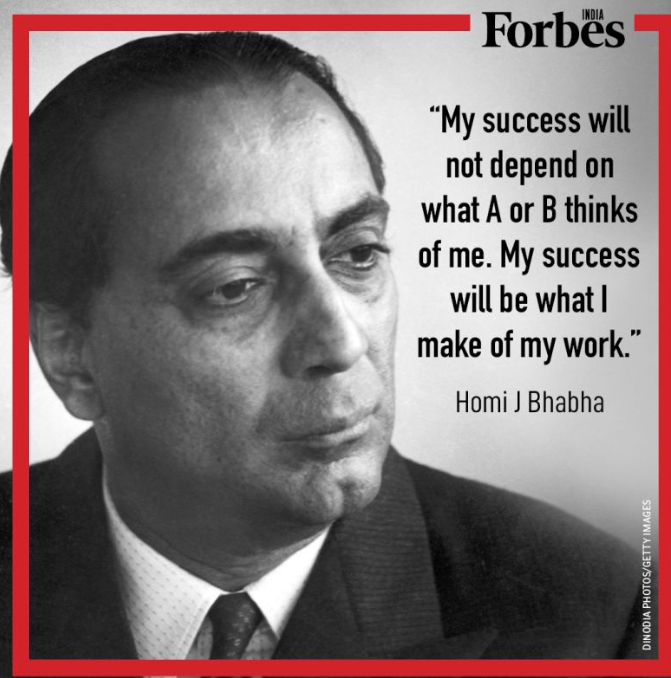 Forbes
INDIA
“My success will
not depend on
what A or B thinks
of me. My success
will be what I
make of my work.”
Homi J Bhabha
DINODIA PHOTOS/GETTY IMAGES